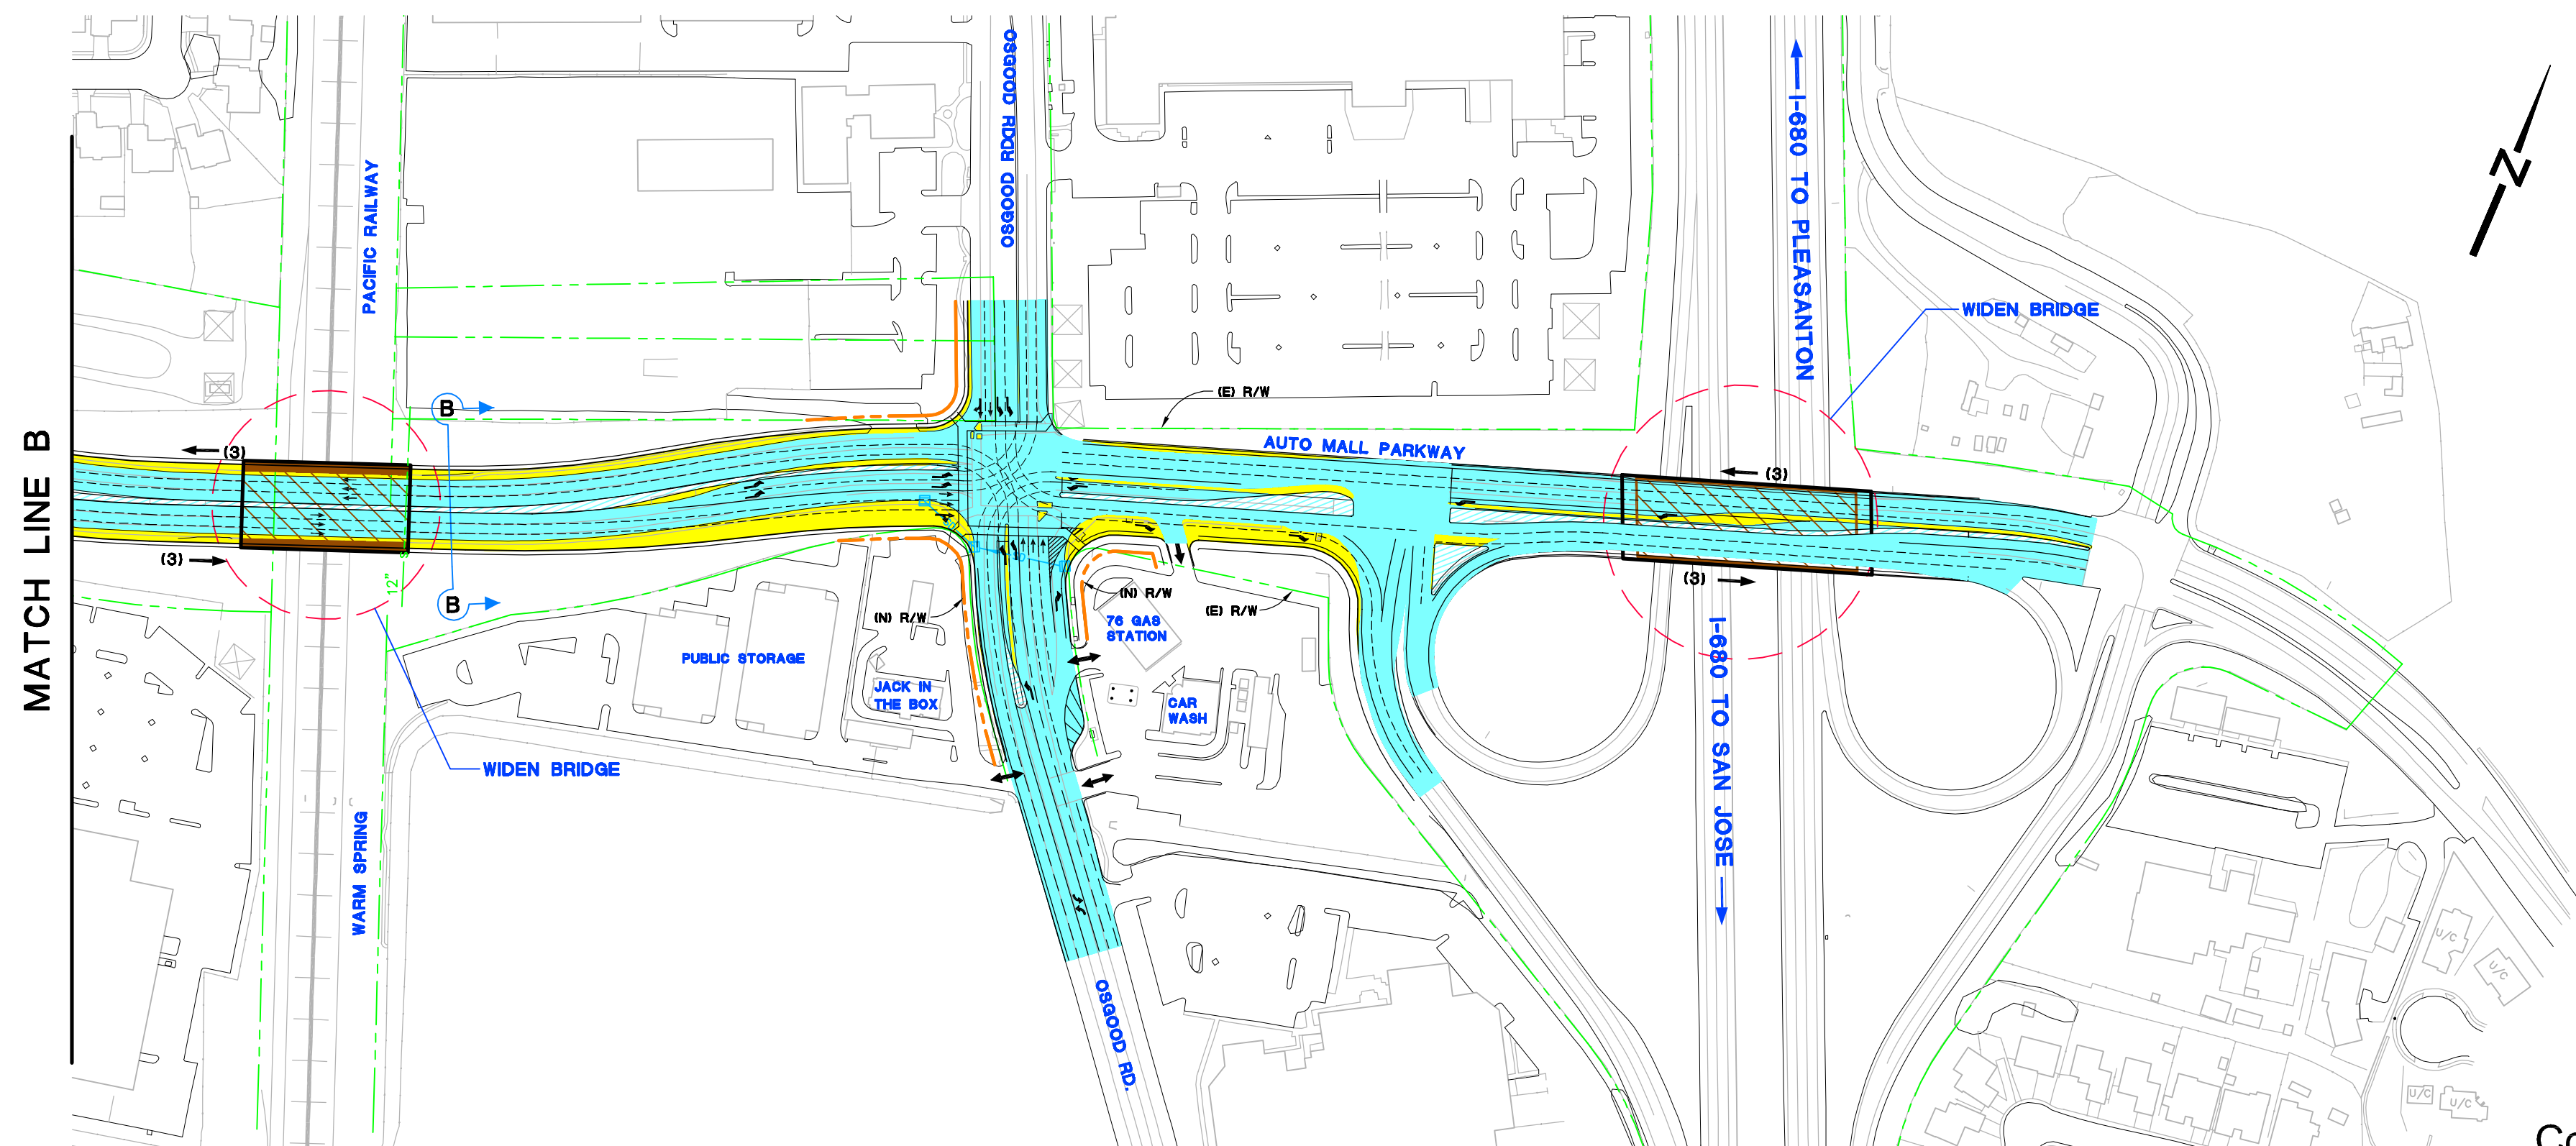 MATCH LINE B
PACIFIC RAILWAY
WARM SPRING
(3)
(3)
12"
B
B
WIDEN BRIDGE
OSGOOD RD
PUBLIC STORAGE
JACK IN
THE BOX
(N) R/W
(N) R/W
76 GAS
STATION
CAR
WASH
(E) R/W
(E) R/W
AUTO MALL PARKWAY
OSGOOD RD.
I-680 TO PLEASANTON
I-680 TO SAN JOSE
(3)
(3)
WIDEN BRIDGE
N
U/C
U/C
U/C
U/C